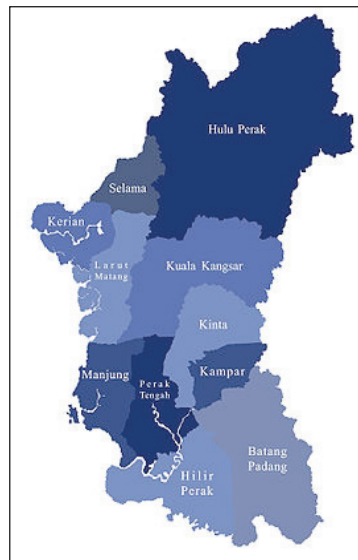 Hulu Perak
Selama
Kerian
Larut
Matang
Kuala Kangsar
Kinta
Manjung
Perak
Tengah
Kampar
Batang
Padang
Hilir
Perak